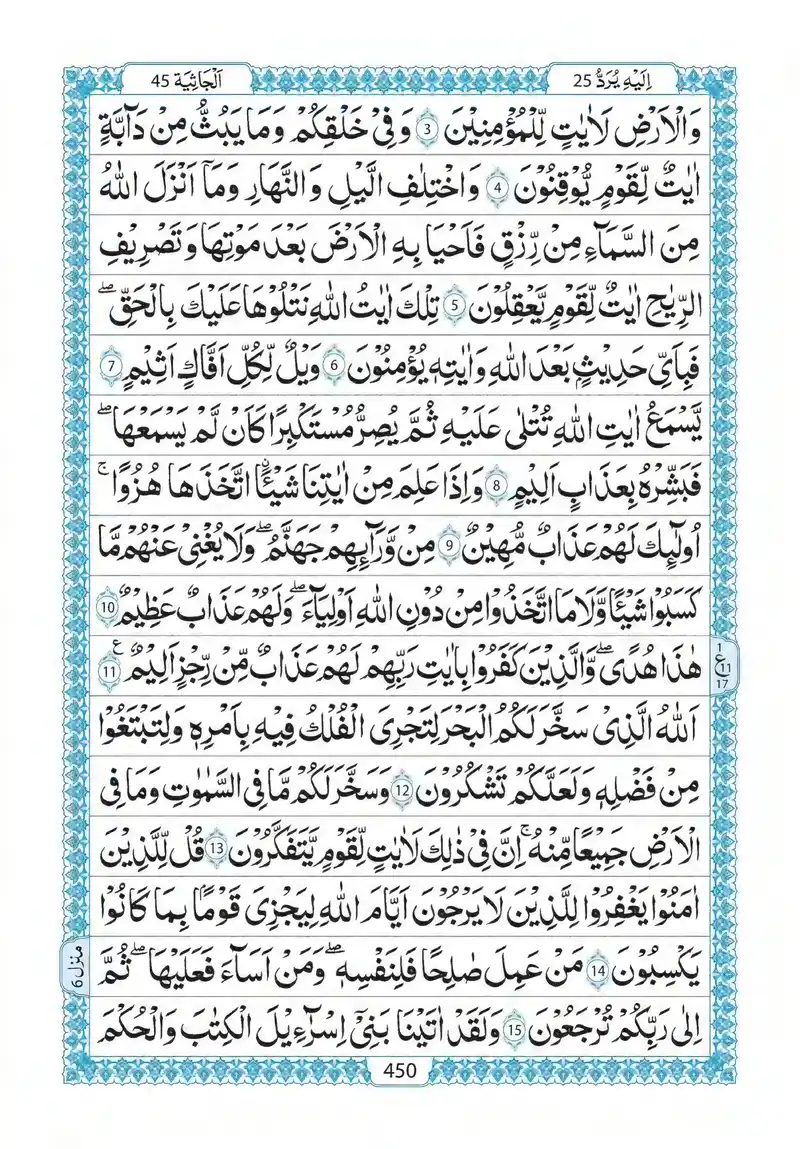 اِلَيْهِ يُرَدُّ 25
اَلْجَاثِيَة 45
وَالْاَرْضِ لَاٰيٰتٍ لِّلْمُؤْمِنِيْنَ 3 وَفِيْ خَلْقِكُمْ وَمَا يَبُثُّ مِنْ دَآبَّةٍ
اٰيٰتٌ لِّقَوْمٍ يُّوْقِنُوْنَ 4 وَاخْتِلَافِ الَّيْلِ وَالنَّهَارِ وَمَآ اَنْزَلَ اللّٰهُ
مِنَ السَّمَآءِ مِنْ رِّزْقٍ فَاَحْيَا بِهِ الْاَرْضَ بَعْدَ مَوْتِهَا وَتَصْرِيْفِ
الرِّيٰحِ اٰيٰتٌ لِّقَوْمٍ يَّعْقِلُوْنَ 5 تِلْكَ اٰيٰتُ اللّٰهِ نَتْلُوْهَا عَلَيْكَ بِالْحَقِّ ۖ
فَبِاَيِّ حَدِيْثٍۭ بَعْدَ اللّٰهِ وَاٰيٰتِهٖ يُؤْمِنُوْنَ 6 وَيْلٌ لِّكُلِّ اَفَّاكٍ اَثِيْمٍ 7
يَّسْمَعُ اٰيٰتِ اللّٰهِ تُتْلٰى عَلَيْهِ ثُمَّ يُصِرُّ مُسْتَكْبِرًا كَاَنْ لَّمْ يَسْمَعْهَا ۖ
فَبَشِّرْهُ بِعَذَابٍ اَلِيْمٍ 8 وَاِذَا عَلِمَ مِنْ اٰيٰتِنَا شَيْـًٔا اتَّخَذَهَا هُزُوًا ۚ
اُولٰٓئِكَ لَهُمْ عَذَابٌ مُّهِيْنٌ 9 مِنْ وَّرَآئِهِمْ جَهَنَّمُ ۖ وَلَا يُغْنِيْ عَنْهُمْ مَّا
كَسَبُوْا شَيْـًٔا وَّلَا مَا اتَّخَذُوْا مِنْ دُوْنِ اللّٰهِ اَوْلِيَآءَ ۖ وَلَهُمْ عَذَابٌ عَظِيْمٌ 10
هٰذَا هُدًى ۖ وَالَّذِيْنَ كَفَرُوْا بِاٰيٰتِ رَبِّهِمْ لَهُمْ عَذَابٌ مِّنْ رِّجْزٍ اَلِيْمٌ 11 ع
1 ع 11 17
اَللّٰهُ الَّذِيْ سَخَّرَ لَكُمُ الْبَحْرَ لِتَجْرِيَ الْفُلْكُ فِيْهِ بِاَمْرِهٖ وَلِتَبْتَغُوْا
مِنْ فَضْلِهٖ وَلَعَلَّكُمْ تَشْكُرُوْنَ 12 وَسَخَّرَ لَكُمْ مَّا فِي السَّمٰوٰتِ وَمَا فِي
الْاَرْضِ جَمِيْعًا مِّنْهُ ۚ اِنَّ فِيْ ذٰلِكَ لَاٰيٰتٍ لِّقَوْمٍ يَّتَفَكَّرُوْنَ 13 قُلْ لِّلَّذِيْنَ
اٰمَنُوْا يَغْفِرُوْا لِلَّذِيْنَ لَا يَرْجُوْنَ اَيَّامَ اللّٰهِ لِيَجْزِيَ قَوْمًا بِمَا كَانُوْا
يَكْسِبُوْنَ 14 مَنْ عَمِلَ صَالِحًا فَلِنَفْسِهٖ ۖ وَمَنْ اَسَآءَ فَعَلَيْهَا ۖ ثُمَّ
منزل 6
اِلٰى رَبِّكُمْ تُرْجَعُوْنَ 15 وَلَقَدْ اٰتَيْنَا بَنِيْٓ اِسْرَآءِيْلَ الْكِتٰبَ وَالْحُكْمَ
450